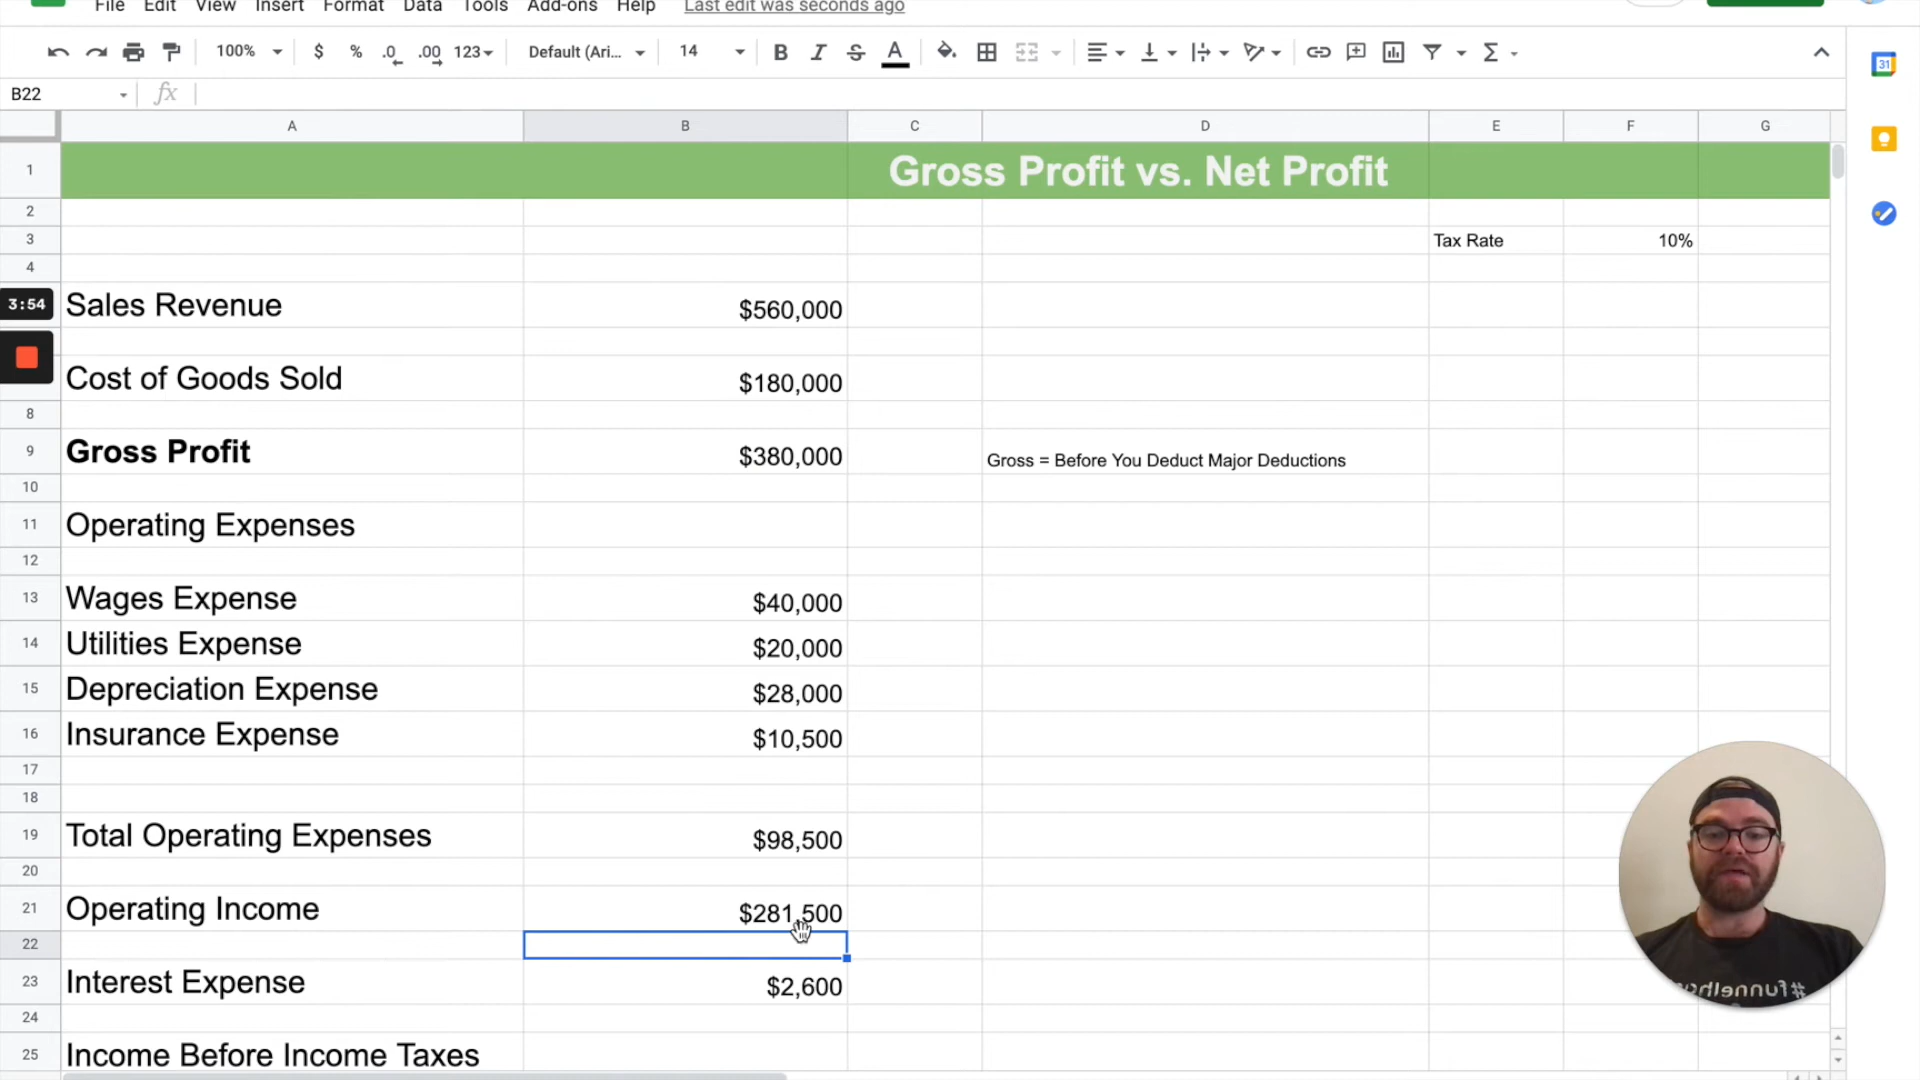 File Edit View Insert Format Data Tools Add-ons Help Last edit was seconds ago
100% $ % .0 .00 123 Default (Ari... 14 B I A
B22 fx
31
A B C D E F G
1 Gross Profit vs. Net Profit
2
3 Tax Rate 10%
4
3:54 Sales Revenue $560,000
Cost of Goods Sold $180,000
8
9 Gross Profit $380,000 Gross = Before You Deduct Major Deductions
10
11 Operating Expenses
12
13 Wages Expense $40,000
14 Utilities Expense $20,000
15 Depreciation Expense $28,000
16 Insurance Expense $10,500
17
18
19 Total Operating Expenses $98,500
20
21 Operating Income $281,500
22
23 Interest Expense $2,600
24
25 Income Before Income Taxes